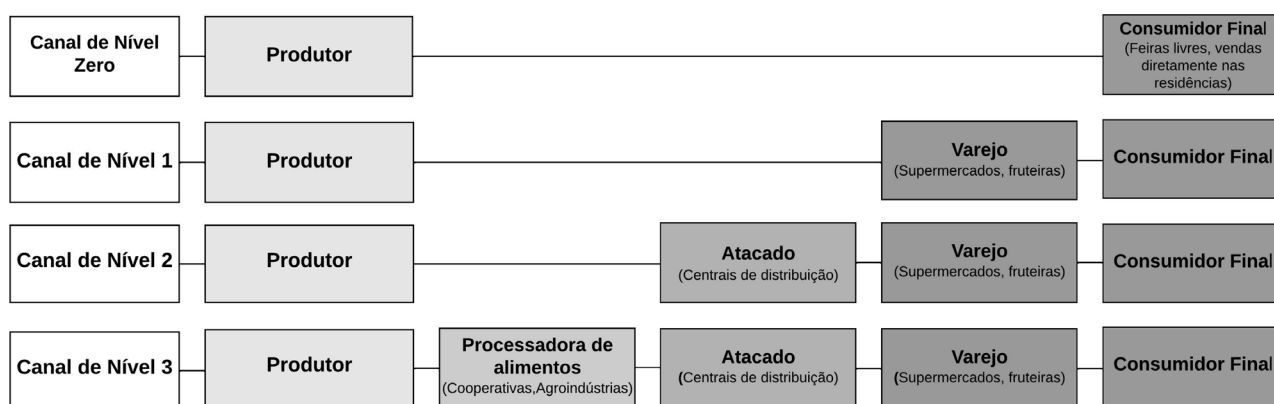 Canal de Nível
Zero
Produtor
Consumidor Final
(Feiras livres, vendas
diretamente nas
residências)
Canal de Nível 1
Produtor
Varejo
(Supermercados, fruteiras)
Consumidor Final
Canal de Nível 2
Produtor
Atacado
(Centrais de distribuição)
Varejo
(Supermercados, fruteiras)
Consumidor Final
Canal de Nível 3
Produtor
Processadora de
alimentos
(Cooperativas,Agroindústrias)
Atacado
(Centrais de distribuição)
Varejo
(Supermercados, fruteiras)
Consumidor Final